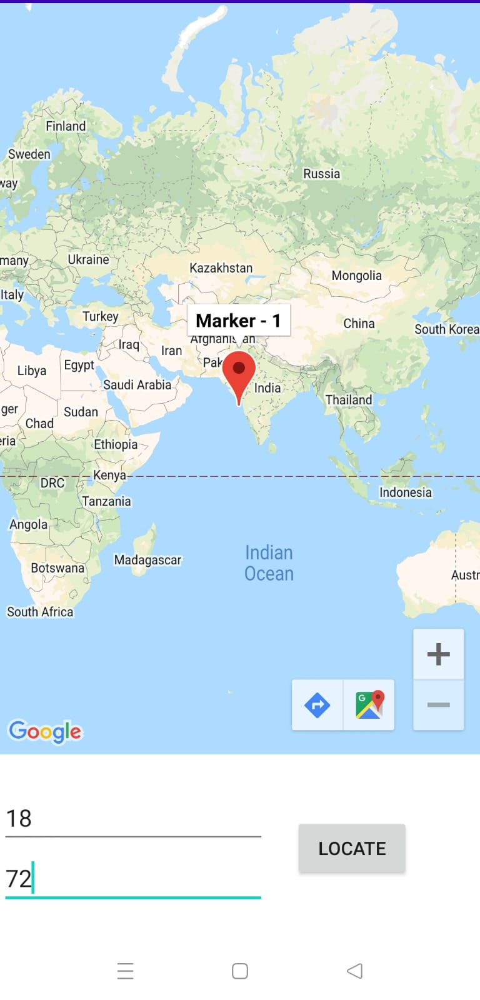 Finland
Sweden
way
Russia
many
Ukraine
Kazakhstan
Mongolia
Italy
Turkey
Marker - 1
China
South Korea
Afghanistan
Iraq
Iran
Libya
Egypt
Pak
India
Saudi Arabia
Thailand
ger
Sudan
Chad
eria
Ethiopia
Kenya
DRC
Indonesia
Tanzania
Angola
Indian
Ocean
Madagascar
Botswana
Austr
South Africa
G
Google
18
LOCATE
72